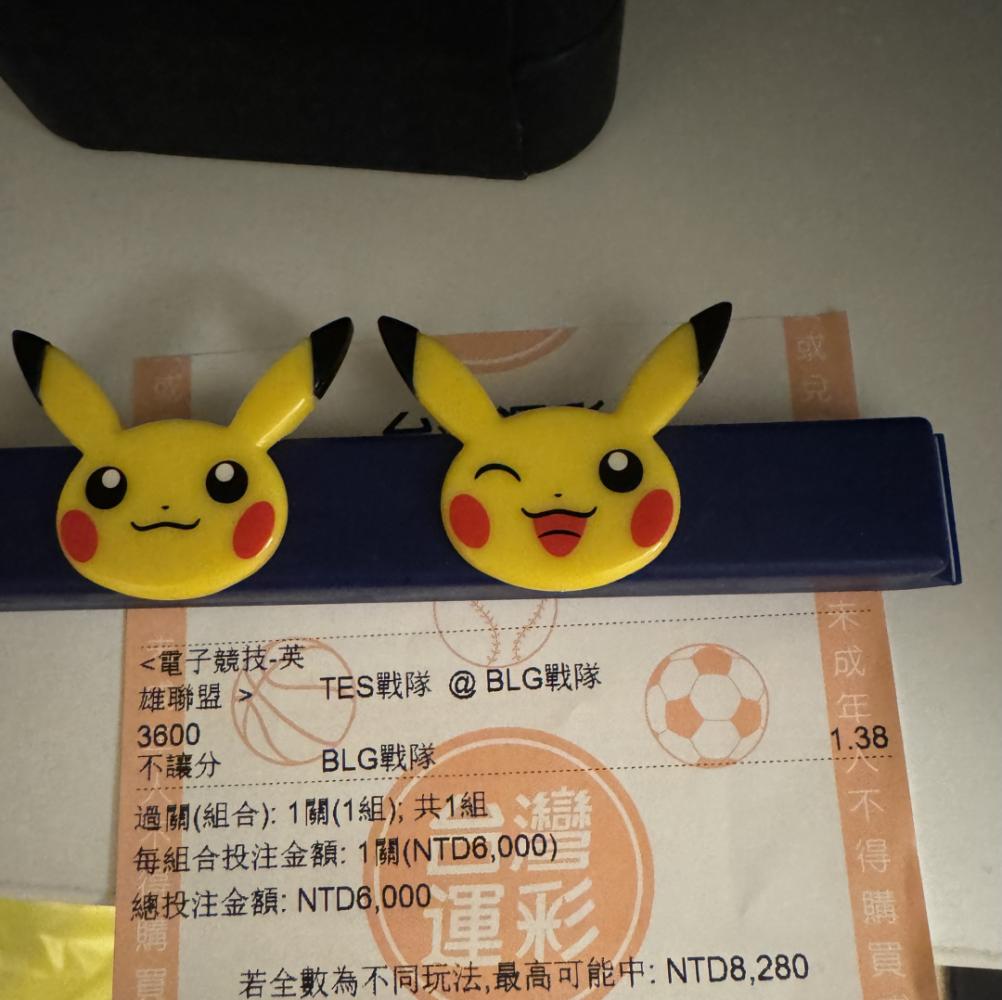 <電子競技-英
雄聯盟 > TES戰隊 @ BLG戰隊
3600
不讓分 BLG戰隊 1.38
過關(組合): 1關(1組); 共1組
每組合投注金額: 1關(NTD6,000)
總投注金額: NTD6,000
若全數為不同玩法,最高可能中: NTD8,280
台灣
運彩
或兒
未成年人不得購買